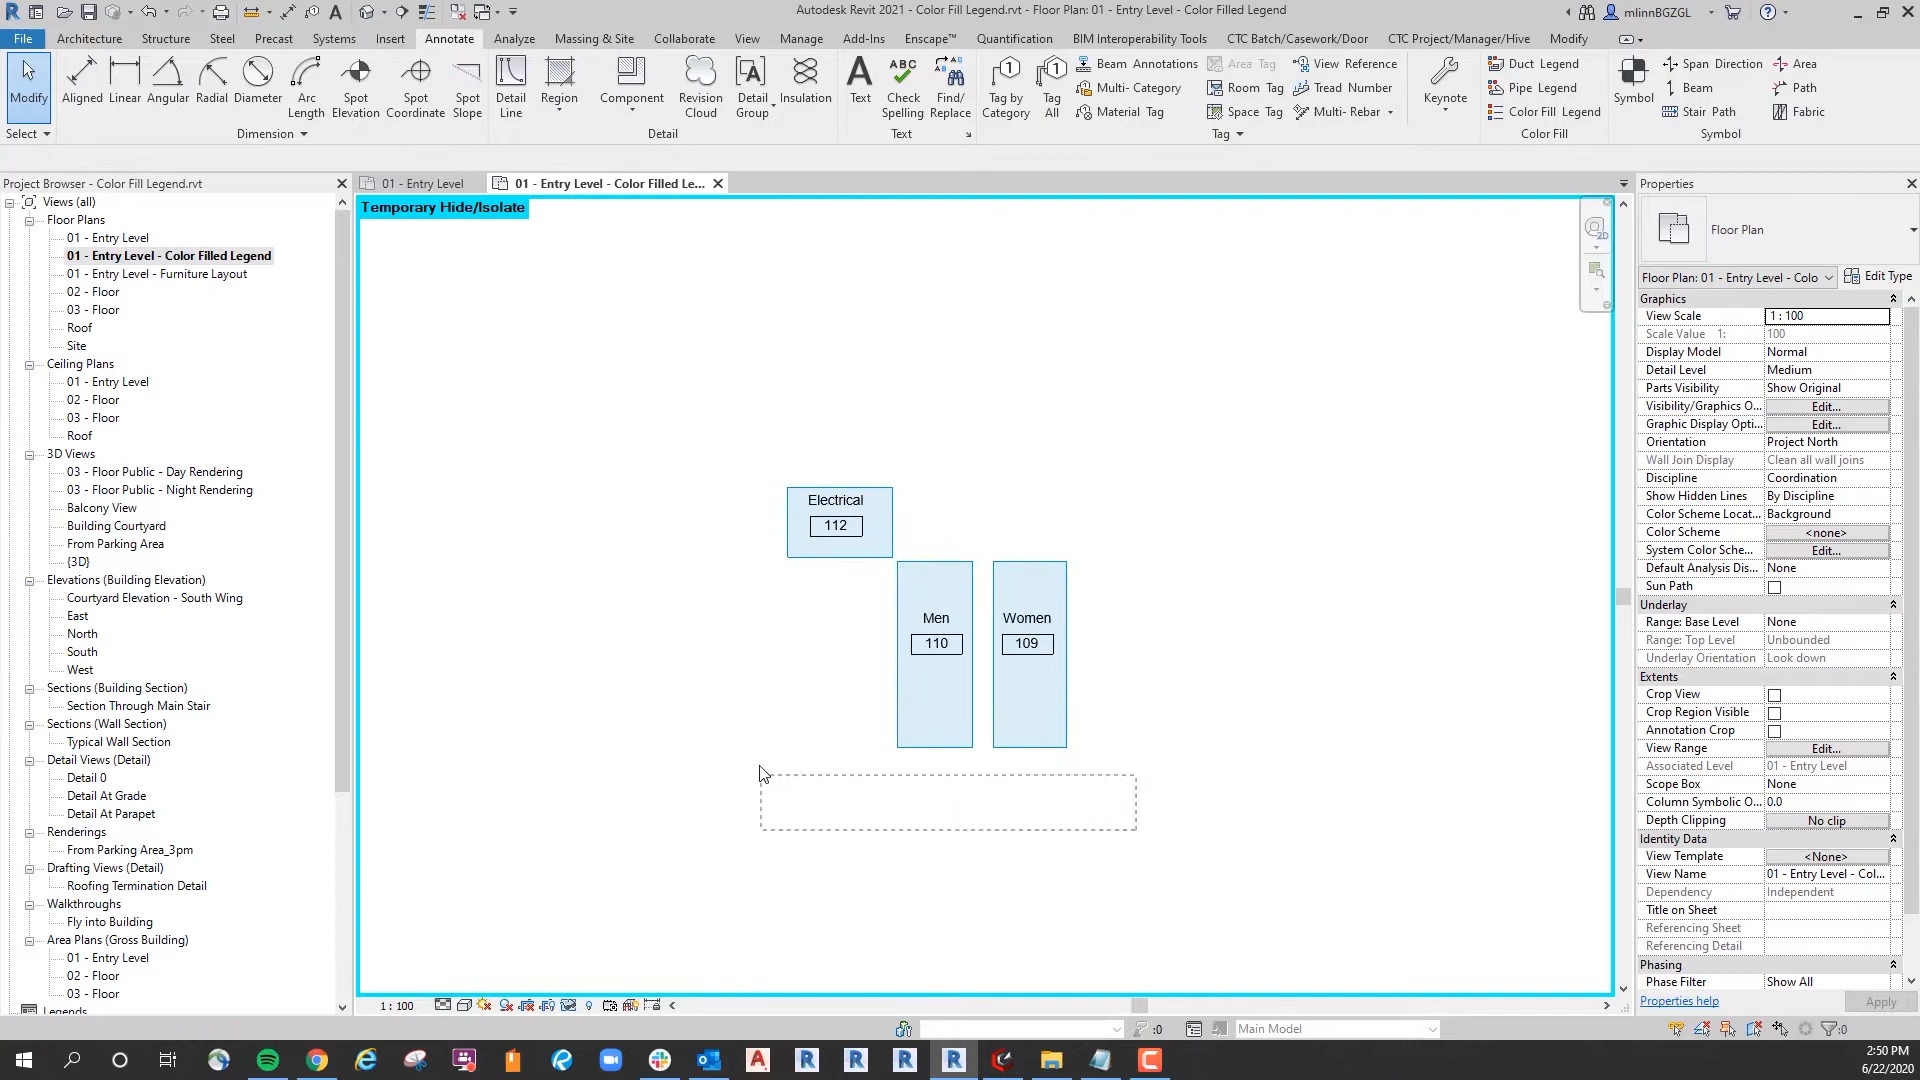 Autodesk Revit 2021 - Color Fill Legend.rvt - Floor Plan: 01 - Entry Level - Color Filled Legend
mlinnBGZGL
File
Architecture
Structure
Steel
Precast
Systems
Insert
Annotate
Analyze
Massing & Site
Collaborate
View
Manage
Add-Ins
Enscape™
Quantification
BIM Interoperability Tools
CTC Batch/Casework/Door
CTC Project/Manager/Hive
Modify
Modify
Aligned
Linear
Angular
Radial
Diameter
Arc
Length
Spot
Elevation
Spot
Coordinate
Spot
Slope
Detail
Line
Region
Component
Revision
Cloud
Detail
Group
Insulation
Text
ABC
Check
Spelling
Find/
Replace
Tag by
Category
Tag
All
Beam Annotations
Multi- Category
Material Tag
Area Tag
Room Tag
Space Tag
View Reference
Tread Number
Multi- Rebar
Keynote
Duct Legend
Pipe Legend
Color Fill Legend
Symbol
Span Direction
Beam
Stair Path
Area
Path
Fabric
Select
Dimension
Detail
Text
Tag
Color Fill
Symbol
Project Browser - Color Fill Legend.rvt
Views (all)
Floor Plans
01 - Entry Level
01 - Entry Level - Color Filled Legend
01 - Entry Level - Furniture Layout
02 - Floor
03 - Floor
Roof
Site
Ceiling Plans
01 - Entry Level
02 - Floor
03 - Floor
Roof
3D Views
03 - Floor Public - Day Rendering
03 - Floor Public - Night Rendering
Balcony View
Building Courtyard
From Parking Area
{3D}
Elevations (Building Elevation)
Courtyard Elevation - South Wing
East
North
South
West
Sections (Building Section)
Section Through Main Stair
Sections (Wall Section)
Typical Wall Section
Detail Views (Detail)
Detail 0
Detail At Grade
Detail At Parapet
Renderings
From Parking Area_3pm
Drafting Views (Detail)
Roofing Termination Detail
Walkthroughs
Fly into Building
Area Plans (Gross Building)
01 - Entry Level
02 - Floor
03 - Floor
Legends
01 - Entry Level
01 - Entry Level - Color Filled Le...
Temporary Hide/Isolate
2D
Electrical
112
Men
110
Women
109
1 : 100
Properties
Floor Plan
Floor Plan: 01 - Entry Level - Colo
Edit Type
Graphics
View Scale 1 : 100
Scale Value 1: 100
Display Model Normal
Detail Level Medium
Parts Visibility Show Original
Visibility/Graphics O... Edit...
Graphic Display Opti... Edit...
Orientation Project North
Wall Join Display Clean all wall joins
Discipline Coordination
Show Hidden Lines By Discipline
Color Scheme Locat... Background
Color Scheme <none>
System Color Sche... Edit...
Default Analysis Dis... None
Sun Path
Underlay
Range: Base Level None
Range: Top Level Unbounded
Underlay Orientation Look down
Extents
Crop View
Crop Region Visible
Annotation Crop
View Range Edit...
Associated Level 01 - Entry Level
Scope Box None
Column Symbolic O... 0.0
Depth Clipping No clip
Identity Data
View Template <None>
View Name 01 - Entry Level - Col...
Dependency Independent
Title on Sheet
Referencing Sheet
Referencing Detail
Phasing
Phase Filter Show All
Properties help
Apply
:0
Main Model
:0
2:50 PM
6/22/2020